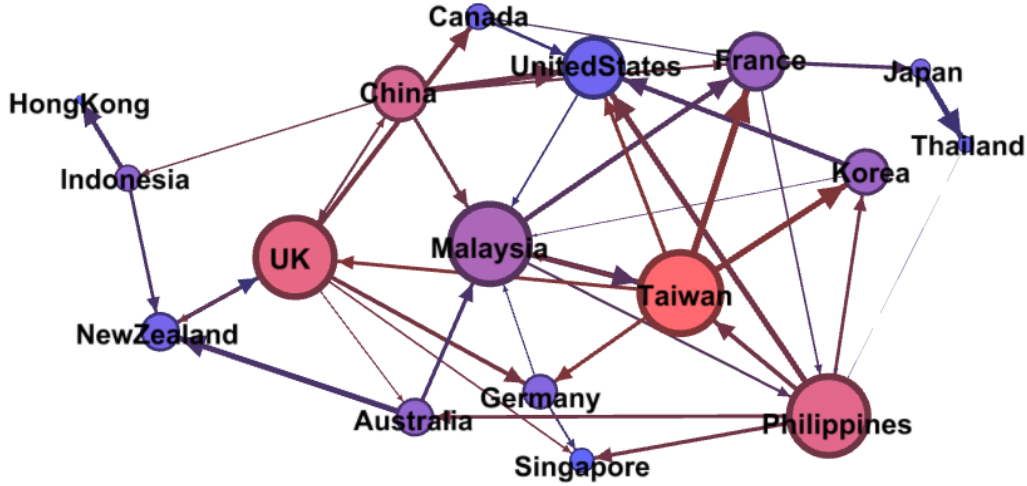 Canada
UnitedStates
France
Japan
China
HongKong
Thailand
Indonesia
Korea
UK
Malaysia
Taiwan
NewZealand
Germany
Australia
Philippines
Singapore